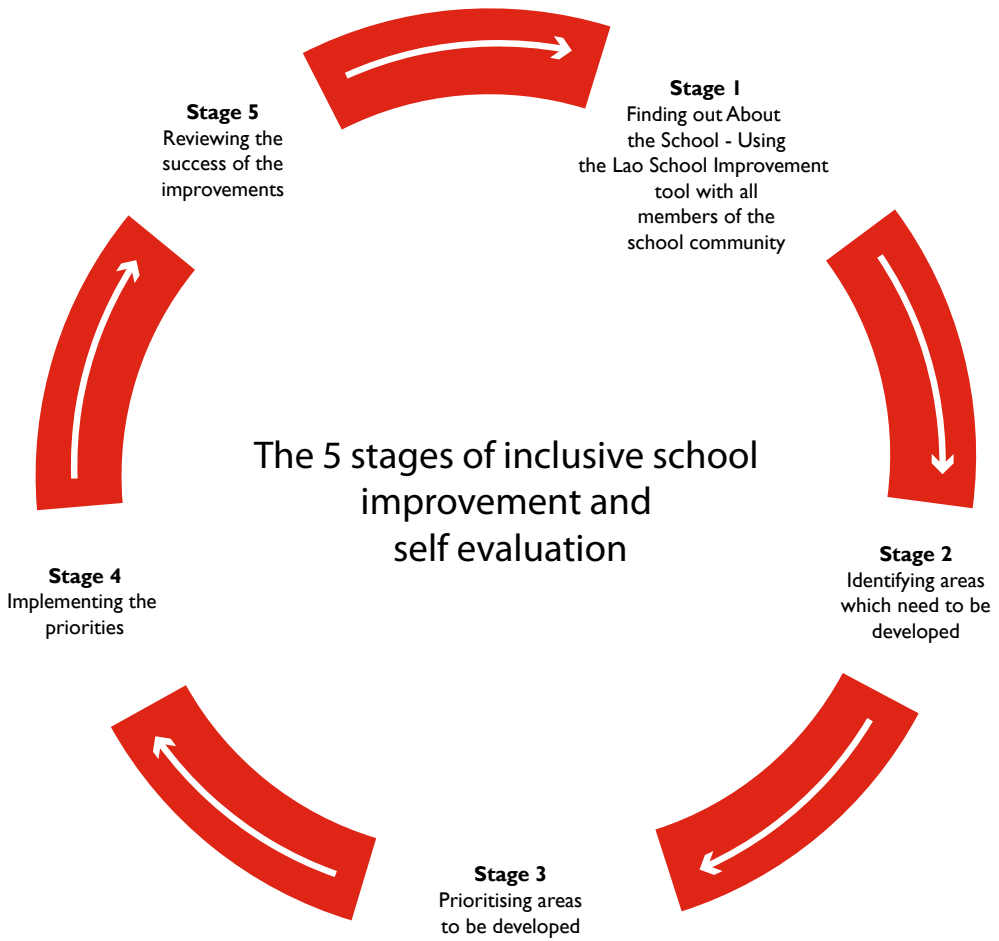 Stage 1
Finding out About
the School - Using
the Lao School Improvement
tool with all
members of the
school community
Stage 2
Identifying areas
which need to be
developed
Stage 3
Prioritising areas
to be developed
Stage 4
Implementing the
priorities
Stage 5
Reviewing the
success of the
improvements
The 5 stages of inclusive school
improvement and
self evaluation